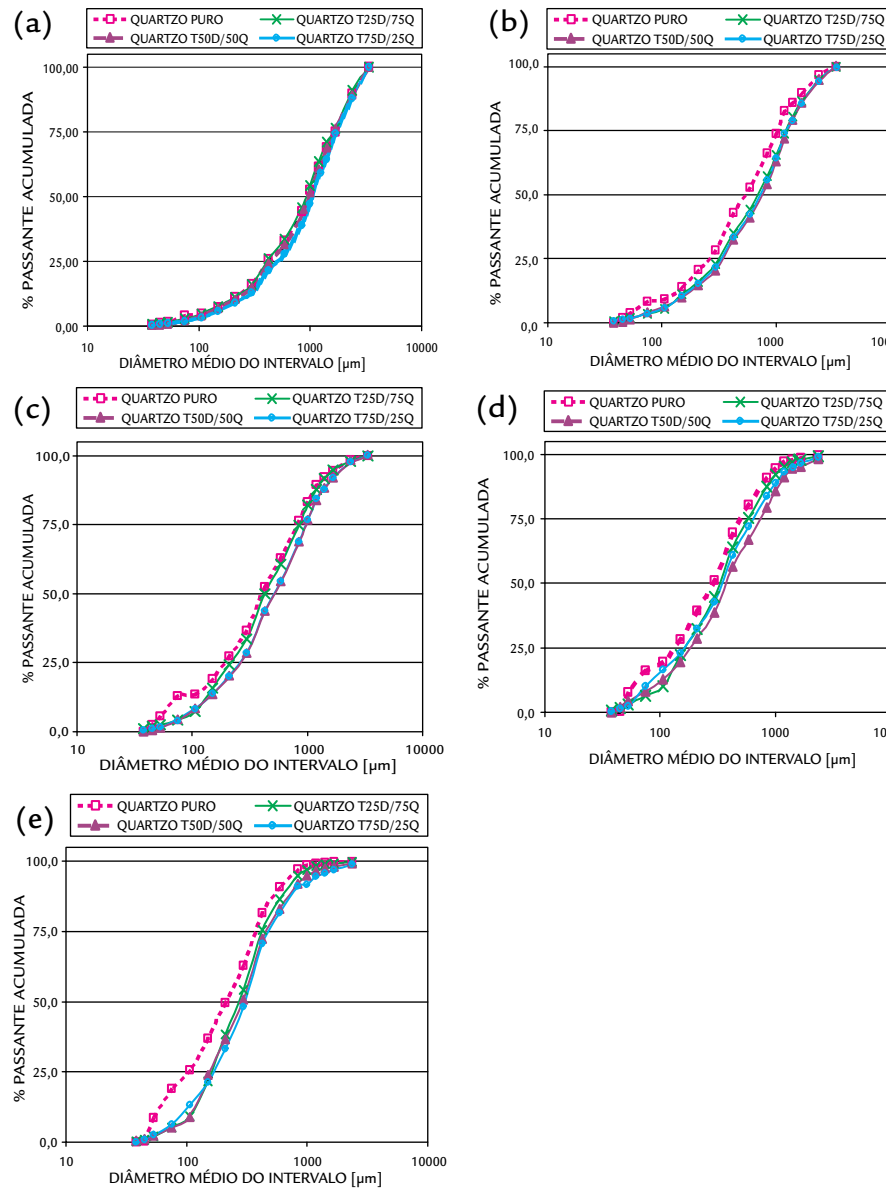 (a)
QUARTZO PURO QUARTZO T25D/75Q
QUARTZO T50D/50Q QUARTZO T75D/25Q
% PASSANTE ACUMULADA
100,00
75,00
50,00
25,00
0,00
10 100 1000 10000
DIÂMETRO MÉDIO DO INTERVALO [µm]
(b)
QUARTZO PURO QUARTZO T25D/75Q
QUARTZO T50D/50Q QUARTZO T75D/25Q
% PASSANTE ACUMULADA
100,0
75,0
50,0
25,0
0,0
10 100 1000 1000
DIÂMETRO MÉDIO DO INTERVALO [µm]
(c)
QUARTZO PURO QUARTZO T25D/75Q
QUARTZO T50D/50Q QUARTZO T75D/25Q
% PASSANTE ACUMULADA
100,0
75,0
50,0
25,0
0,0
10 100 1000 10000
DIÂMETRO MÉDIO DO INTERVALO [µm]
(d)
QUARTZO PURO QUARTZO T25D/75Q
QUARTZO T50D/50Q QUARTZO T75D/25Q
% PASSANTE ACUMULADA
100,0
75,0
50,0
25,0
0,0
10 100 1000 1000
DIÂMETRO MÉDIO DO INTERVALO [µm]
(e)
QUARTZO PURO QUARTZO T25D/75Q
QUARTZO T50D/50Q QUARTZO T75D/25Q
% PASSANTE ACUMULADA
100,0
75,0
50,0
25,0
0,0
10 100 1000 10000
DIÂMETRO MÉDIO DO INTERVALO [µm]